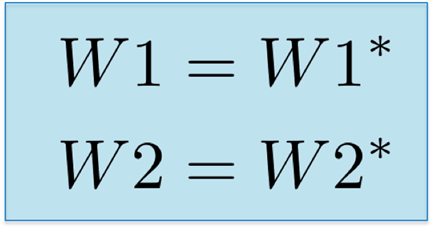 W1 = W1*
W2 = W2*